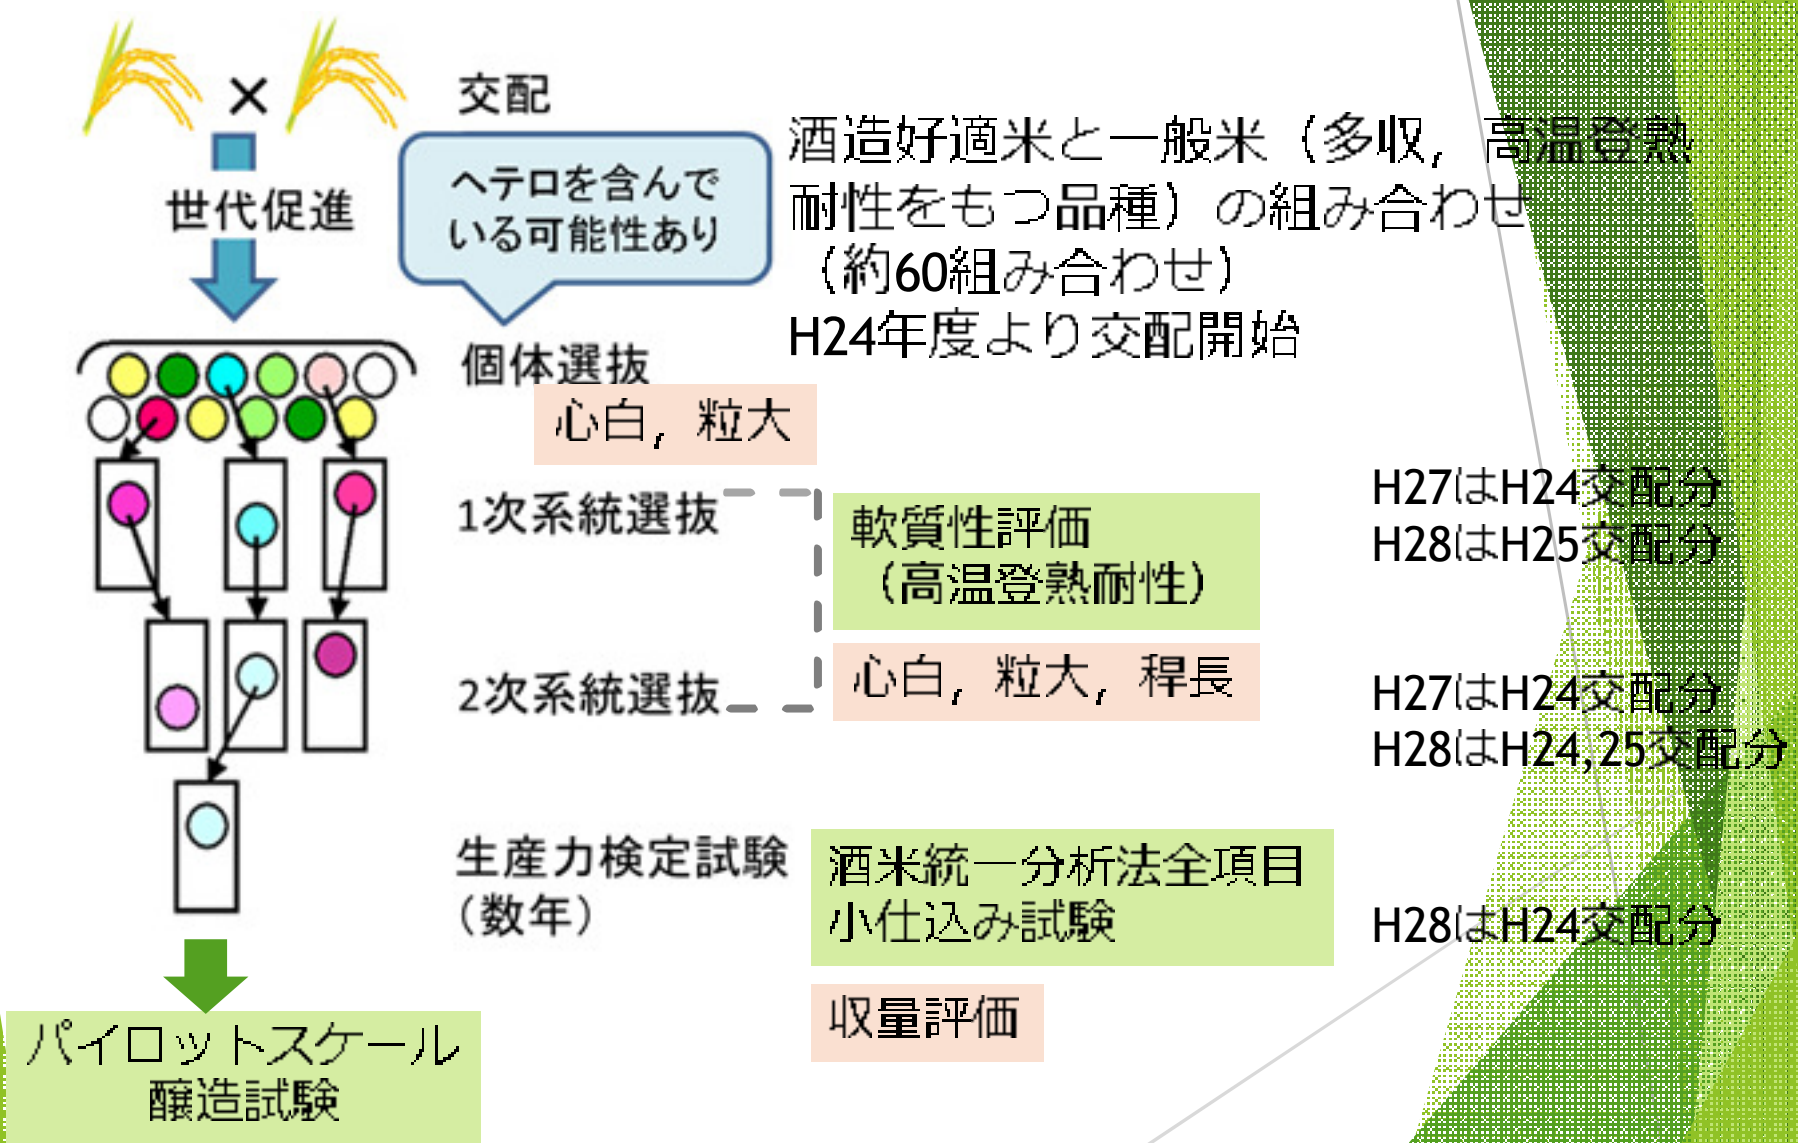 ×
交配
酒造好適米と一般米（多収，高温登熟
耐性をもつ品種）の組み合わせ
（約60組み合わせ）
H24年度より交配開始
世代促進
ヘテロを含んで
いる可能性あり
個体選抜
心白，粒大
1次系統選抜
軟質性評価
（高温登熟耐性）
H27はH24交配分
H28はH25交配分
2次系統選抜
心白，粒大，稈長
H27はH24交配分
H28はH24,25交配分
生産力検定試験
（数年）
酒米統一分析法全項目
小仕込み試験
H28はH24交配分
収量評価
パイロットスケール
醸造試験